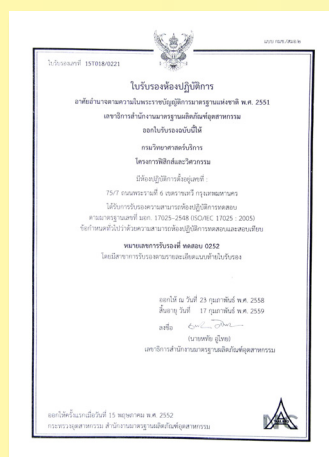 ใบรับรองเลขที่ 15T018/0221
ใบรับรองห้องปฏิบัติการ
อาศัยอำนาจตามความในพระราชบัญญัติการมาตรฐานแห่งชาติ พ.ศ. 2551
เลขาธิการสำนักงานมาตรฐานผลิตภัณฑ์อุตสาหกรรม
ออกใบรับรองฉบับนี้ให้
กรมวิทยาศาสตร์บริการ
โครงการฟิสิกส์และวิศวกรรม
มีห้องปฏิบัติการตั้งอยู่เลขที่ :
75/7 ถนนพระรามที่ 6 เขตราชเทวี กรุงเทพมหานคร
ได้รับการรับรองความสามารถห้องปฏิบัติการทดสอบ
ตามมาตรฐานเลขที่ มอก. 17025-2548 (ISO/IEC 17025 : 2005)
ข้อกำหนดทั่วไปว่าด้วยความสามารถห้องปฏิบัติการทดสอบและสอบเทียบ
หมายเลขการรับรองที่ ทดสอบ 0252
โดยมีสาขาการรับรองตามรายละเอียดแนบท้ายใบรับรอง
ออกให้ ณ วันที่ 23 กุมภาพันธ์ พ.ศ. 2558
สิ้นอายุ วันที่ 17 กุมภาพันธ์ พ.ศ. 2559
ลงชื่อ
(นายหทัย อู่ไทย)
เลขาธิการสำนักงานมาตรฐานผลิตภัณฑ์อุตสาหกรรม
ออกให้ครั้งแรกเมื่อวันที่ 15 พฤษภาคม พ.ศ. 2552
กระทรวงอุตสาหกรรม สำนักงานมาตรฐานผลิตภัณฑ์อุตสาหกรรม